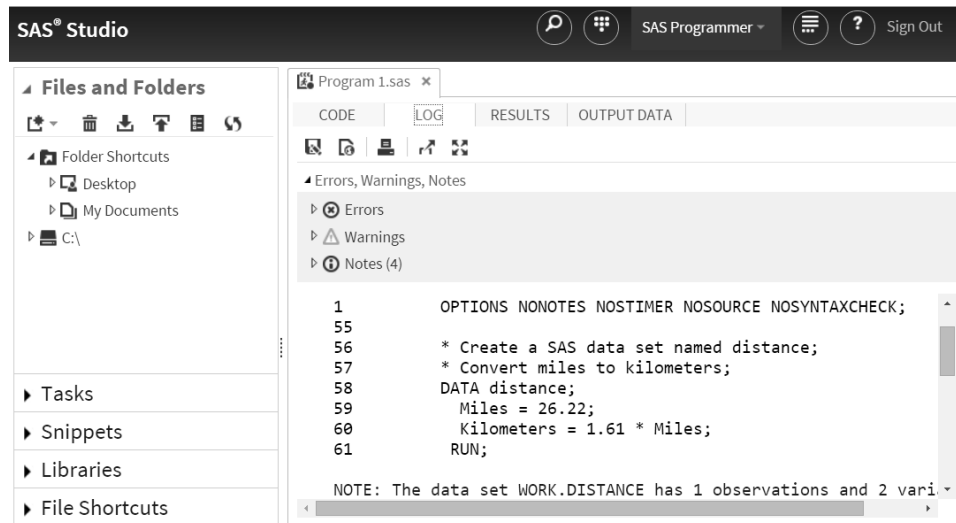 SAS® Studio
SAS Programmer
?
Sign Out
Files and Folders
Folder Shortcuts
Desktop
My Documents
C:\
Tasks
Snippets
Libraries
File Shortcuts
Program 1.sas ×
CODE LOG RESULTS OUTPUT DATA
Errors, Warnings, Notes
Errors
Warnings
Notes (4)
1 OPTIONS NONOTES NOSTIMER NOSOURCE NOSYNTAXCHECK;
55
56 * Create a SAS data set named distance;
57 * Convert miles to kilometers;
58 DATA distance;
59 Miles = 26.22;
60 Kilometers = 1.61 * Miles;
61 RUN;
NOTE: The data set WORK.DISTANCE has 1 observations and 2 vari